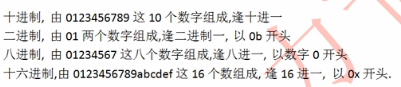 十进制, 由 0123456789 这 10 个数字组成,逢十进一
二进制, 由 01 两个数字组成,逢二进制一, 以 0b 开头
八进制, 由 01234567 这八个数字组成,逢八进一, 以数字 0 开头
十六进制,由 0123456789abcdef 这 16 个数组成, 逢 16 进一, 以 0x 开头.